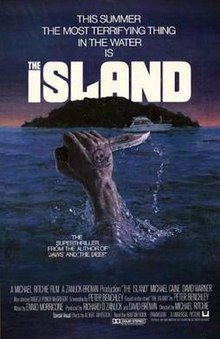 THIS SUMMER
THE MOST TERRIFYING THING
IN THE WATER
IS
THE
ISLAND
THE
SUPERTHRILLER
FROM THE AUTHOR OF
"JAWS" AND "THE DEEP"
A MICHAEL RITCHIE FILM A ZANUCK/BROWN Production "THE ISLAND" MICHAEL CAINE DAVID WARNER
Screenplay by PETER BENCHLEY Based on the novel "THE ISLAND" by PETER BENCHLEY
Music by ENNIO MORRICONE Produced by RICHARD D. ZANUCK and DAVID BROWN Directed by MICHAEL RITCHIE
A UNIVERSAL PICTURE
DOLBY STEREO